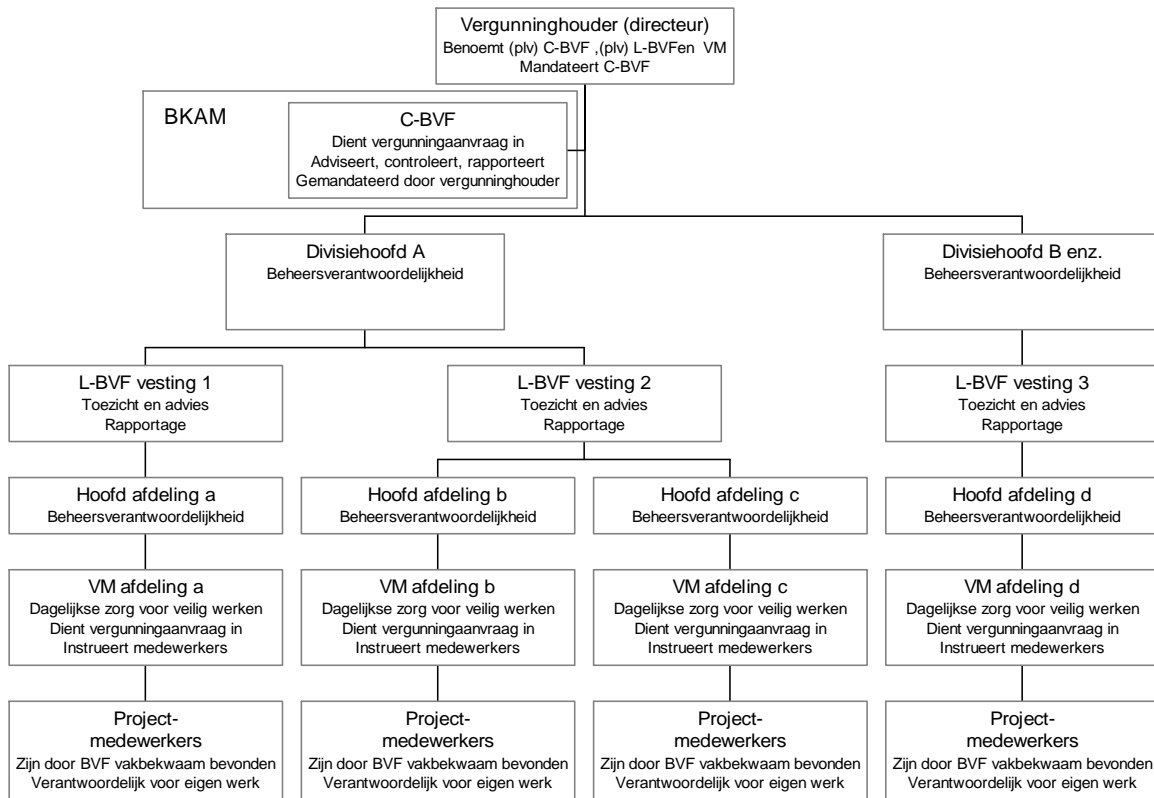 Vergunninghouder (directeur)
Benoemt (plv) C-BVF ,(plv) L-BVFen  VM
Mandateert C-BVF
BKAM
C-BVF
Dient vergunningaanvraag in
Adviseert, controleert, rapporteert
Gemandateerd door vergunninghouder
Divisiehoofd A
Beheersverantwoordelijkheid
Divisiehoofd B enz.
Beheersverantwoordelijkheid
L-BVF vesting 1
Toezicht en advies
Rapportage
L-BVF vesting 2
Toezicht en advies
Rapportage
L-BVF vesting 3
Toezicht en advies
Rapportage
Hoofd afdeling a
Beheersverantwoordelijkheid
Hoofd afdeling b
Beheersverantwoordelijkheid
Hoofd afdeling c
Beheersverantwoordelijkheid
Hoofd afdeling d
Beheersverantwoordelijkheid
VM afdeling a
Dagelijkse zorg voor veilig werken
Dient vergunningaanvraag in
Instrueert medewerkers
VM afdeling b
Dagelijkse zorg voor veilig werken
Dient vergunningaanvraag in
Instrueert medewerkers
VM afdeling c
Dagelijkse zorg voor veilig werken
Dient vergunningaanvraag in
Instrueert medewerkers
VM afdeling d
Dagelijkse zorg voor veilig werken
Dient vergunningaanvraag in
Instrueert medewerkers
Project-
medewerkers
Zijn door BVF vakbekwaam bevonden
Verantwoordelijk voor eigen werk
Project-
medewerkers
Zijn door BVF vakbekwaam bevonden
Verantwoordelijk voor eigen werk
Project-
medewerkers
Zijn door BVF vakbekwaam bevonden
Verantwoordelijk voor eigen werk
Project-
medewerkers
Zijn door BVF vakbekwaam bevonden
Verantwoordelijk voor eigen werk